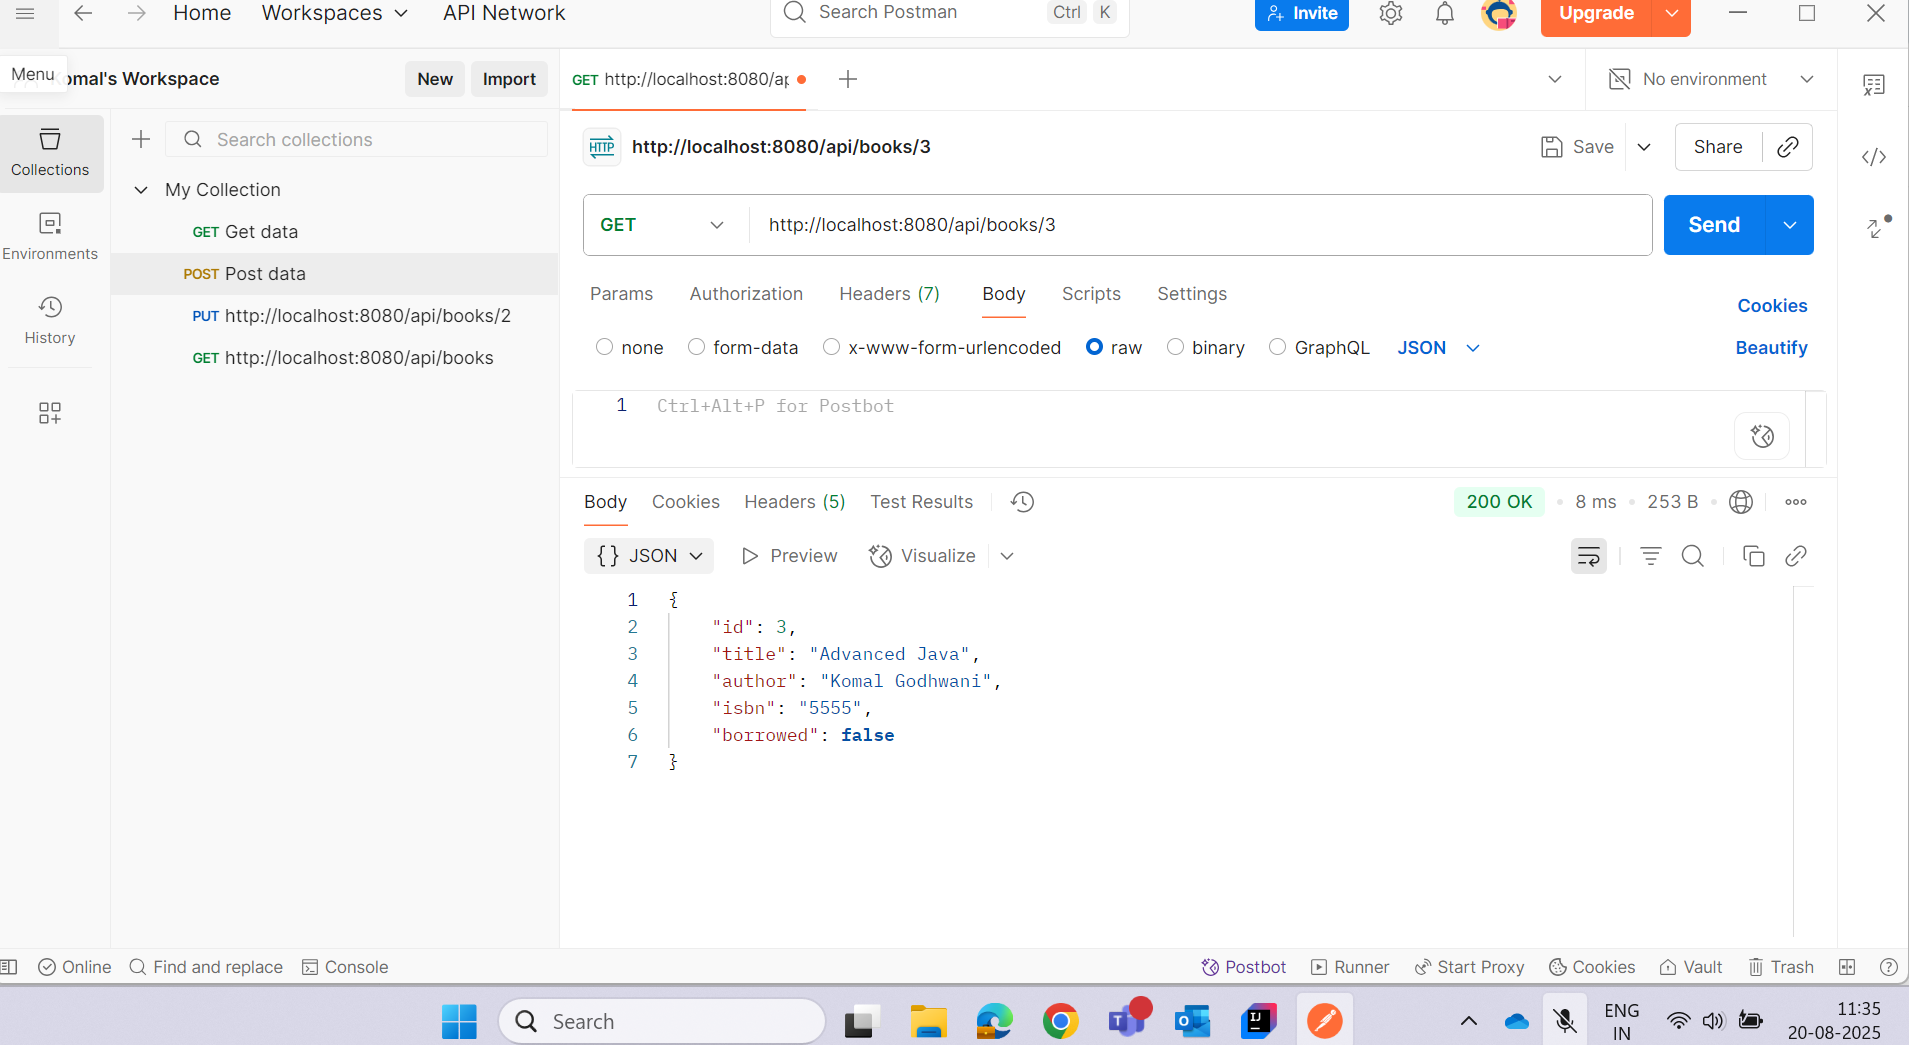 Home Workspaces API Network Search Postman Ctrl K Invite Upgrade
Menu omal's Workspace New Import GET http://localhost:8080/ap No environment
Search collections
Collections
My Collection
GET Get data
POST Post data
PUT http://localhost:8080/api/books/2
GET http://localhost:8080/api/books
Environments
History
HTTP http://localhost:8080/api/books/3 Save Share
GET http://localhost:8080/api/books/3 Send
Params Authorization Headers (7) Body Scripts Settings Cookies
none form-data x-www-form-urlencoded raw binary GraphQL JSON Beautify
1 Ctrl+Alt+P for Postbot
Body Cookies Headers (5) Test Results 200 OK 8 ms 253 B
{} JSON Preview Visualize
1 {
2 "id": 3,
3 "title": "Advanced Java",
4 "author": "Komal Godhwani",
5 "isbn": "5555",
6 "borrowed": false
7 }
Online Find and replace Console Postbot Runner Start Proxy Cookies Vault Trash
Search ENG 11:35
IN 20-08-2025